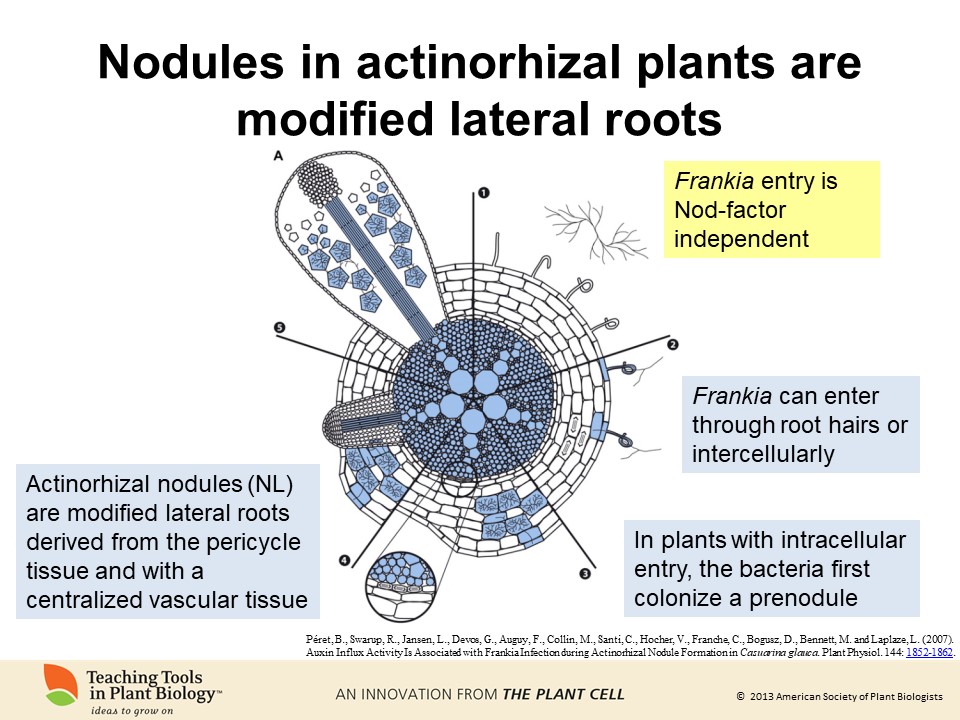 Nodules in actinorhizal plants are
modified lateral roots
A
1
Frankia entry is
Nod-factor
independent
5
2
Frankia can enter
through root hairs or
intercellularly
Actinorhizal nodules (NL)
are modified lateral roots
derived from the pericycle
tissue and with a
centralized vascular tissue
4
3
In plants with intracellular
entry, the bacteria first
colonize a prenodule
Péret, B., Swarup, R., Jansen, L., Devos, G., Auguy, F., Collin, M., Santi, C., Hocher, V., Franche, C., Bogusz, D., Bennett, M. and Laplaze, L. (2007).
Auxin Influx Activity Is Associated with Frankia Infection during Actinorhizal Nodule Formation in Casuarina glauca. Plant Physiol. 144: 1852-1862.
Teaching Tools
in Plant Biology™
ideas to grow on
AN INNOVATION FROM THE PLANT CELL
© 2013 American Society of Plant Biologists